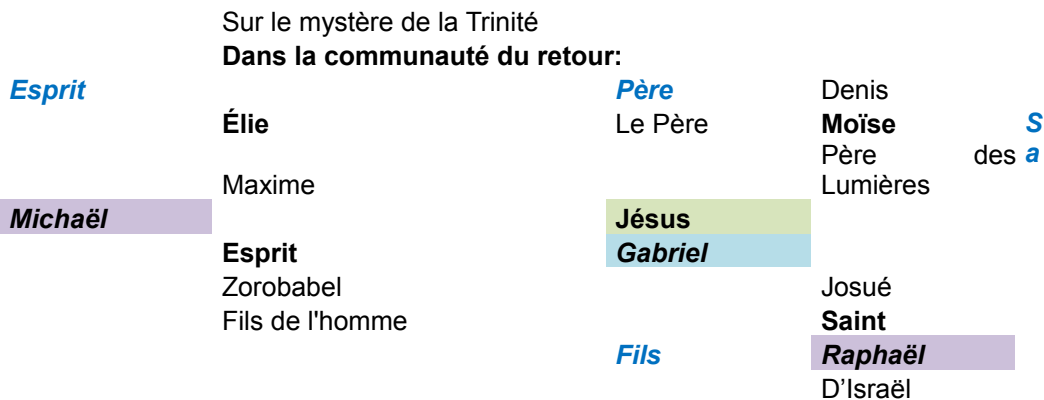 Sur le mystère de la Trinité
Dans la communauté du retour:
Esprit Père Denis
Élie Le Père Moïse S
Père des a
Maxime Lumières
Michaël Jésus
Esprit Gabriel
Zorobabel Josué
Fils de l'homme Saint
Fils Raphaël
D’Israël